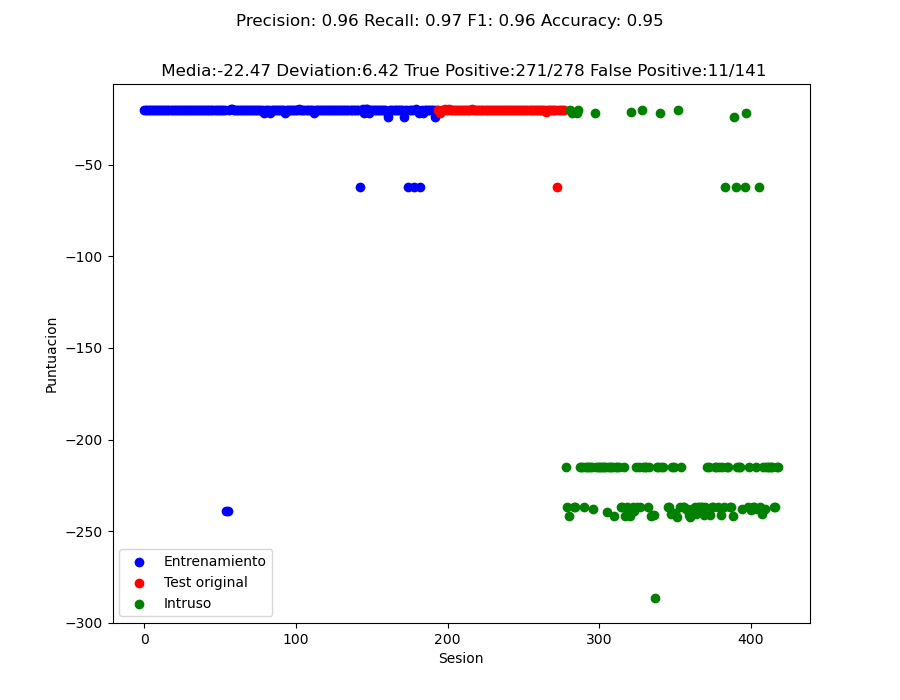 Precision: 0.96 Recall: 0.97 F1: 0.96 Accuracy: 0.95
Media:-22.47 Deviation:6.42 True Positive:271/278 False Positive:11/141
Puntuacion
−50
−100
−150
−200
−250
−300
Entrenamiento
Test original
Intruso
0 100 200 300 400
Sesion